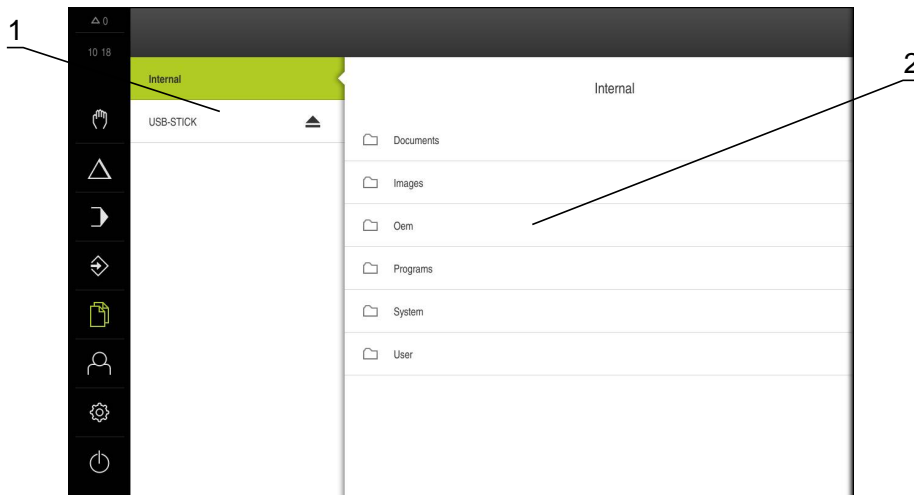 1
0
10 18
2
Internal
USB-STICK
Internal
Documents
Images
Oem
Programs
System
User